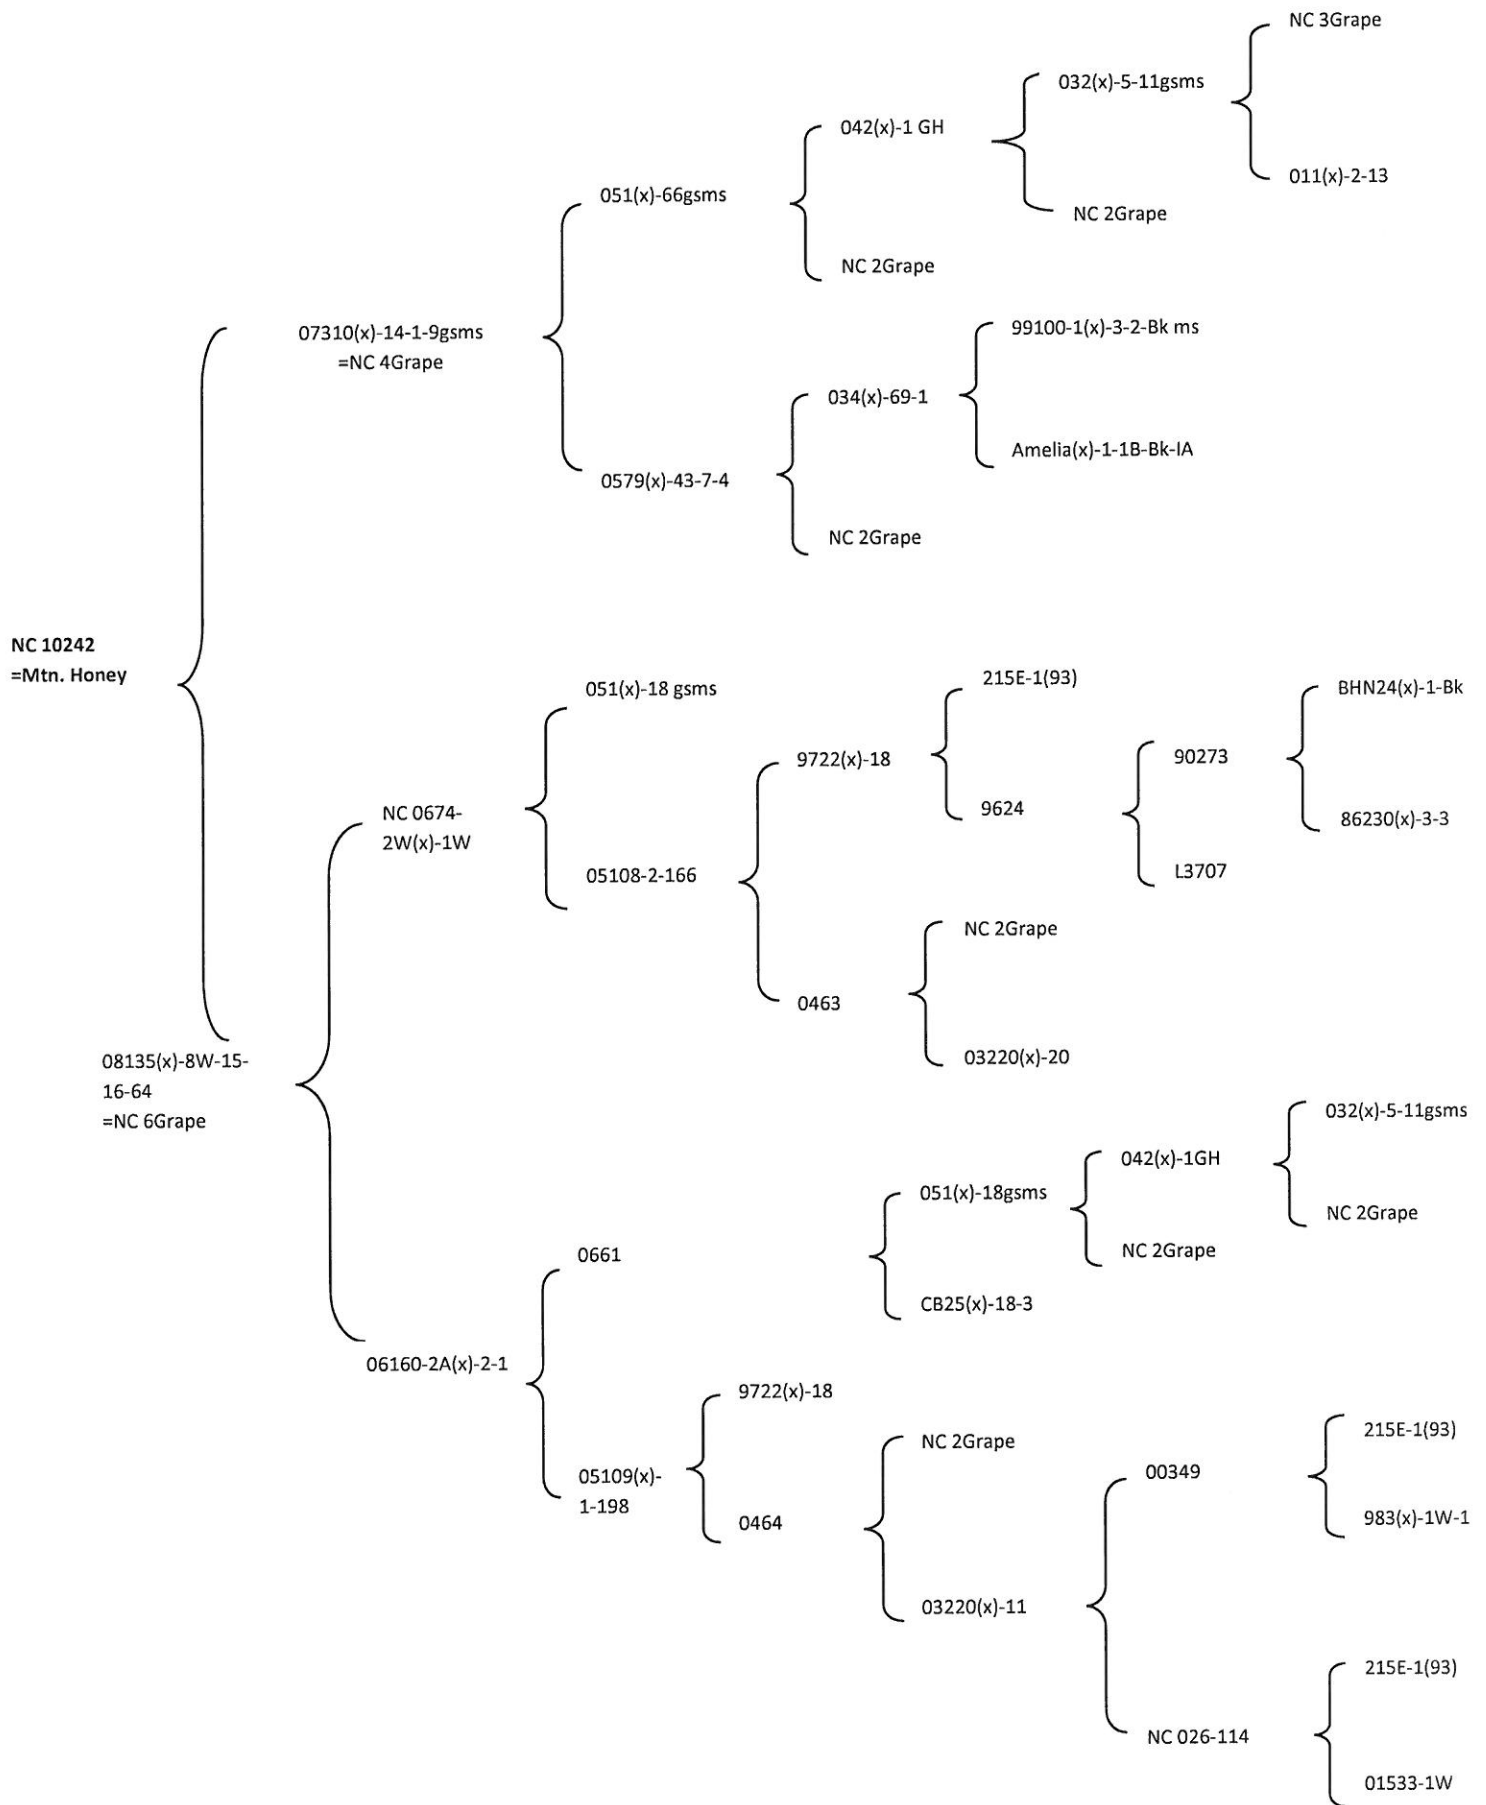 NC 3Grape
032(x)-5-11gsms
042(x)-1 GH
011(x)-2-13
051(x)-66gsms
NC 2Grape
NC 2Grape
07310(x)-14-1-9gsms
=NC 4Grape
99100-1(x)-3-2-Bk ms
034(x)-69-1
Amelia(x)-1-1B-Bk-IA
0579(x)-43-7-4
NC 2Grape
NC 10242
=Mtn. Honey
051(x)-18 gsms
215E-1(93)
BHN24(x)-1-Bk
9722(x)-18
90273
NC 0674-
2W(x)-1W
9624
86230(x)-3-3
05108-2-166
L3707
NC 2Grape
0463
03220(x)-20
08135(x)-8W-15-
16-64
=NC 6Grape
032(x)-5-11gsms
042(x)-1GH
051(x)-18gsms
NC 2Grape
0661
NC 2Grape
CB25(x)-18-3
06160-2A(x)-2-1
9722(x)-18
NC 2Grape
215E-1(93)
05109(x)-
1-198
00349
0464
983(x)-1W-1
03220(x)-11
215E-1(93)
NC 026-114
01533-1W